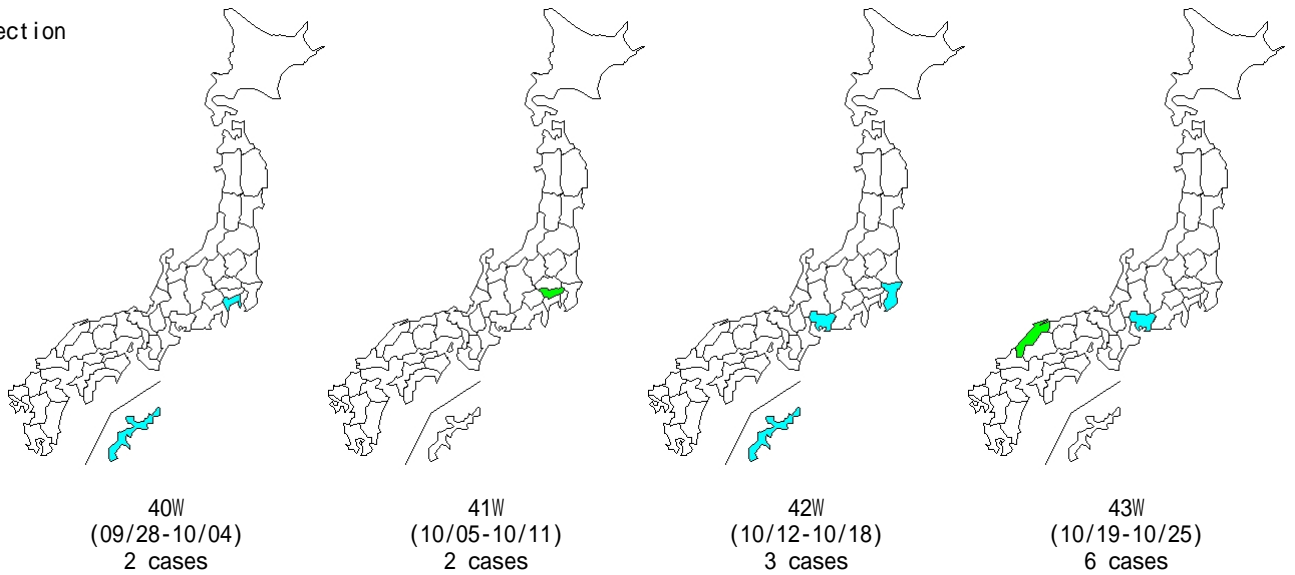 ection
40W
(09/28-10/04)
2 cases
41W
(10/05-10/11)
2 cases
42W
(10/12-10/18)
3 cases
43W
(10/19-10/25)
6 cases